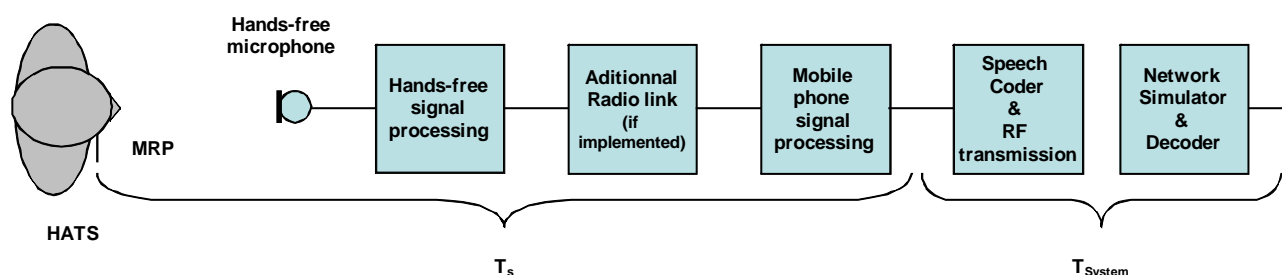 Hands-free
microphone
Hands-free
signal
processing
Aditionnal
Radio link
(if
implemented)
Mobile
phone
signal
processing
Speech
Coder
&
RF
transmission
Network
Simulator
&
Decoder
MRP
HATS
Ts
TSystem